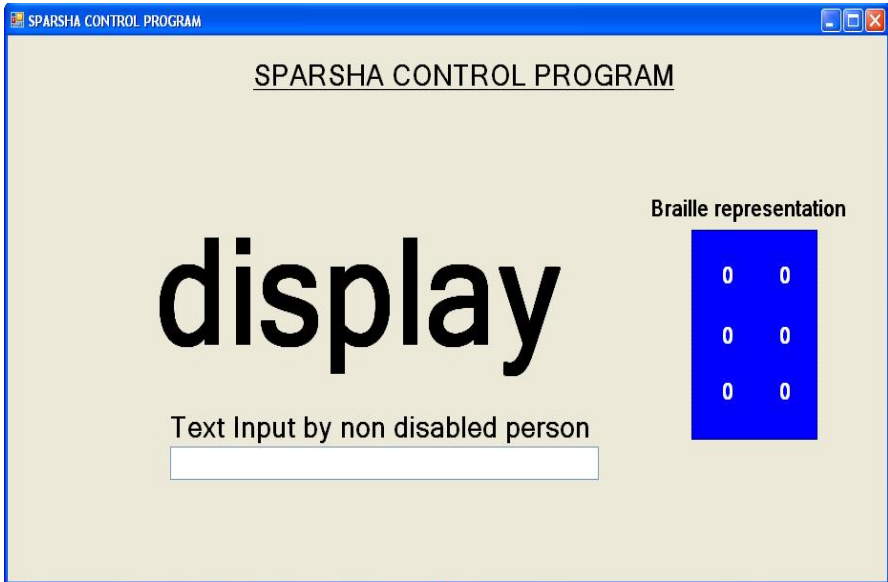 SPARSHA CONTROL PROGRAM
SPARSHA CONTROL PROGRAM
Braille representation
display
0 0
0 0
0 0
Text Input by non disabled person